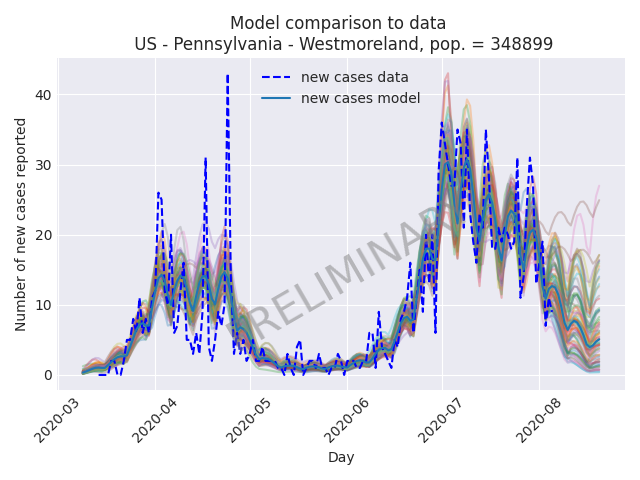 Model comparison to data
US - Pennsylvania - Westmoreland, pop. = 348899
new cases data
new cases model
PRELIMINARY
Number of new cases reported
40
30
20
10
0
2020-03
2020-04
2020-05
2020-06
2020-07
2020-08
Day